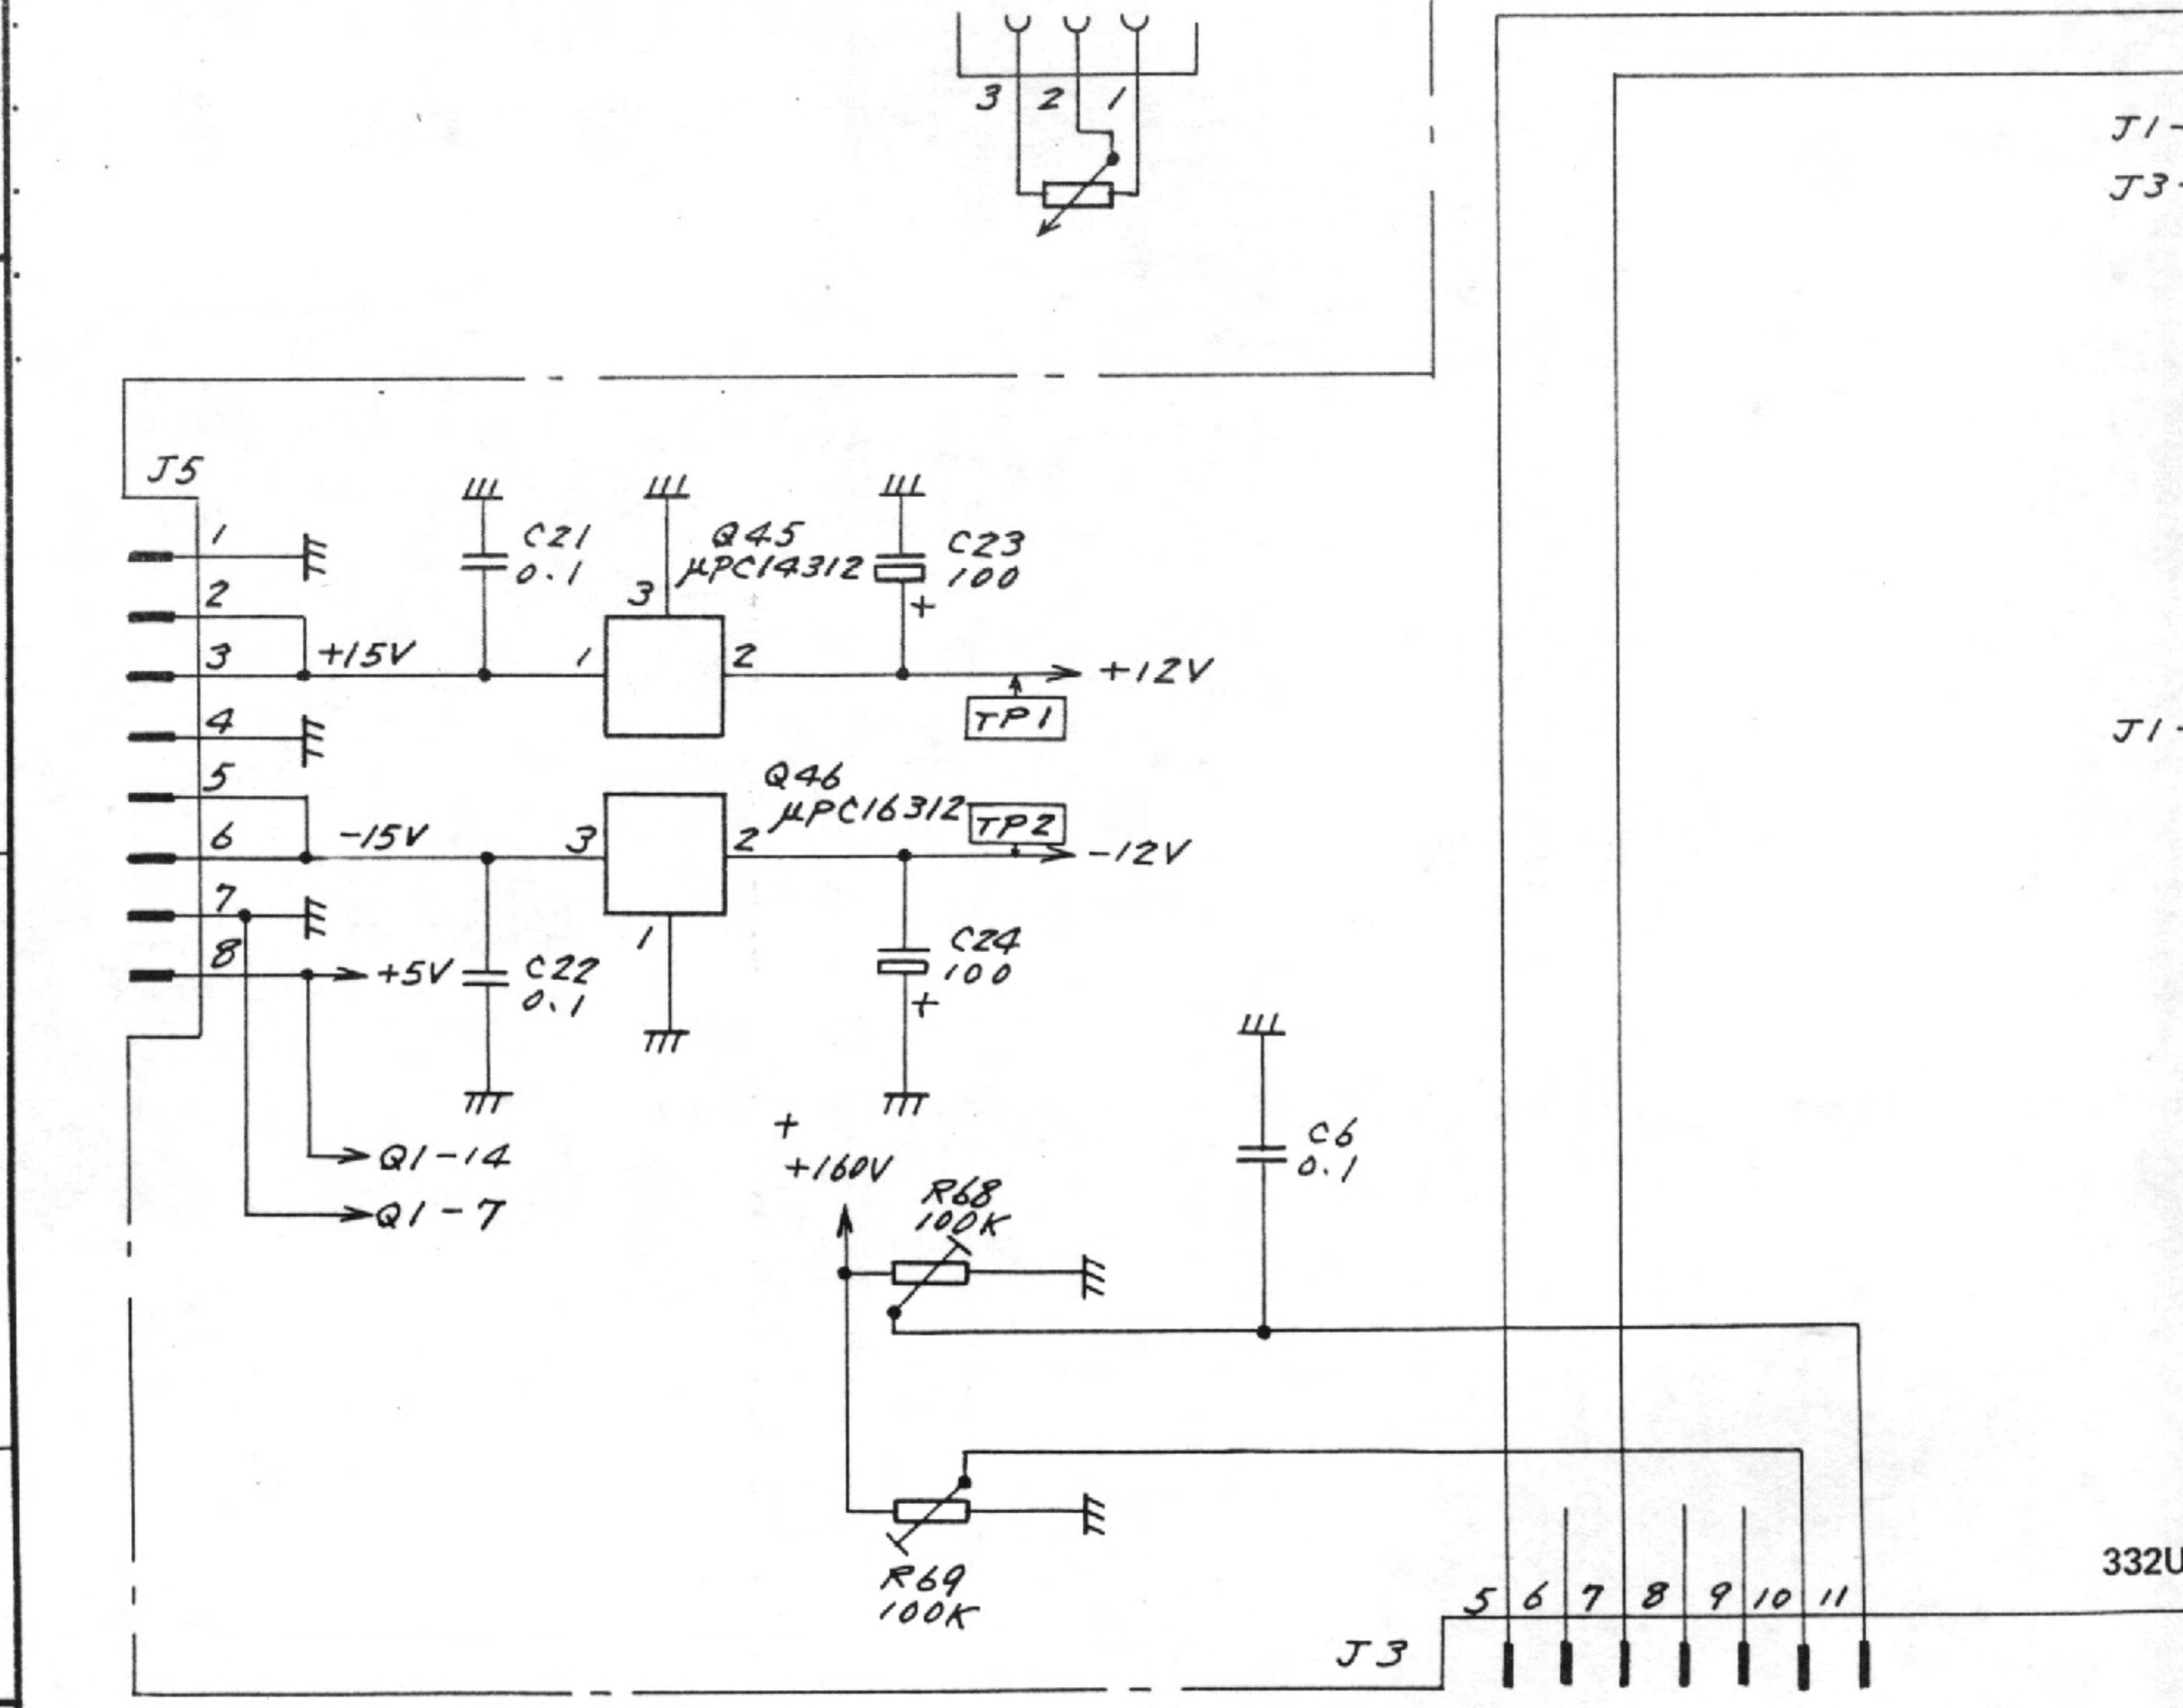 3 2 1
J1-
J3-
J5
1
2
3
4
5
6
7
8
+15V
-15V
+5V
Q1-14
Q1-7
C21
0.1
Q45
μPC14312
3
1
2
C23
100
+
+12V
TP1
Q46
μPC16312
3
2
1
TP2
-12V
C22
0.1
C24
100
+
J1-
+
+160V
R68
100K
C6
0.1
R69
100K
332U
5 6 7 8 9 10 11
J3